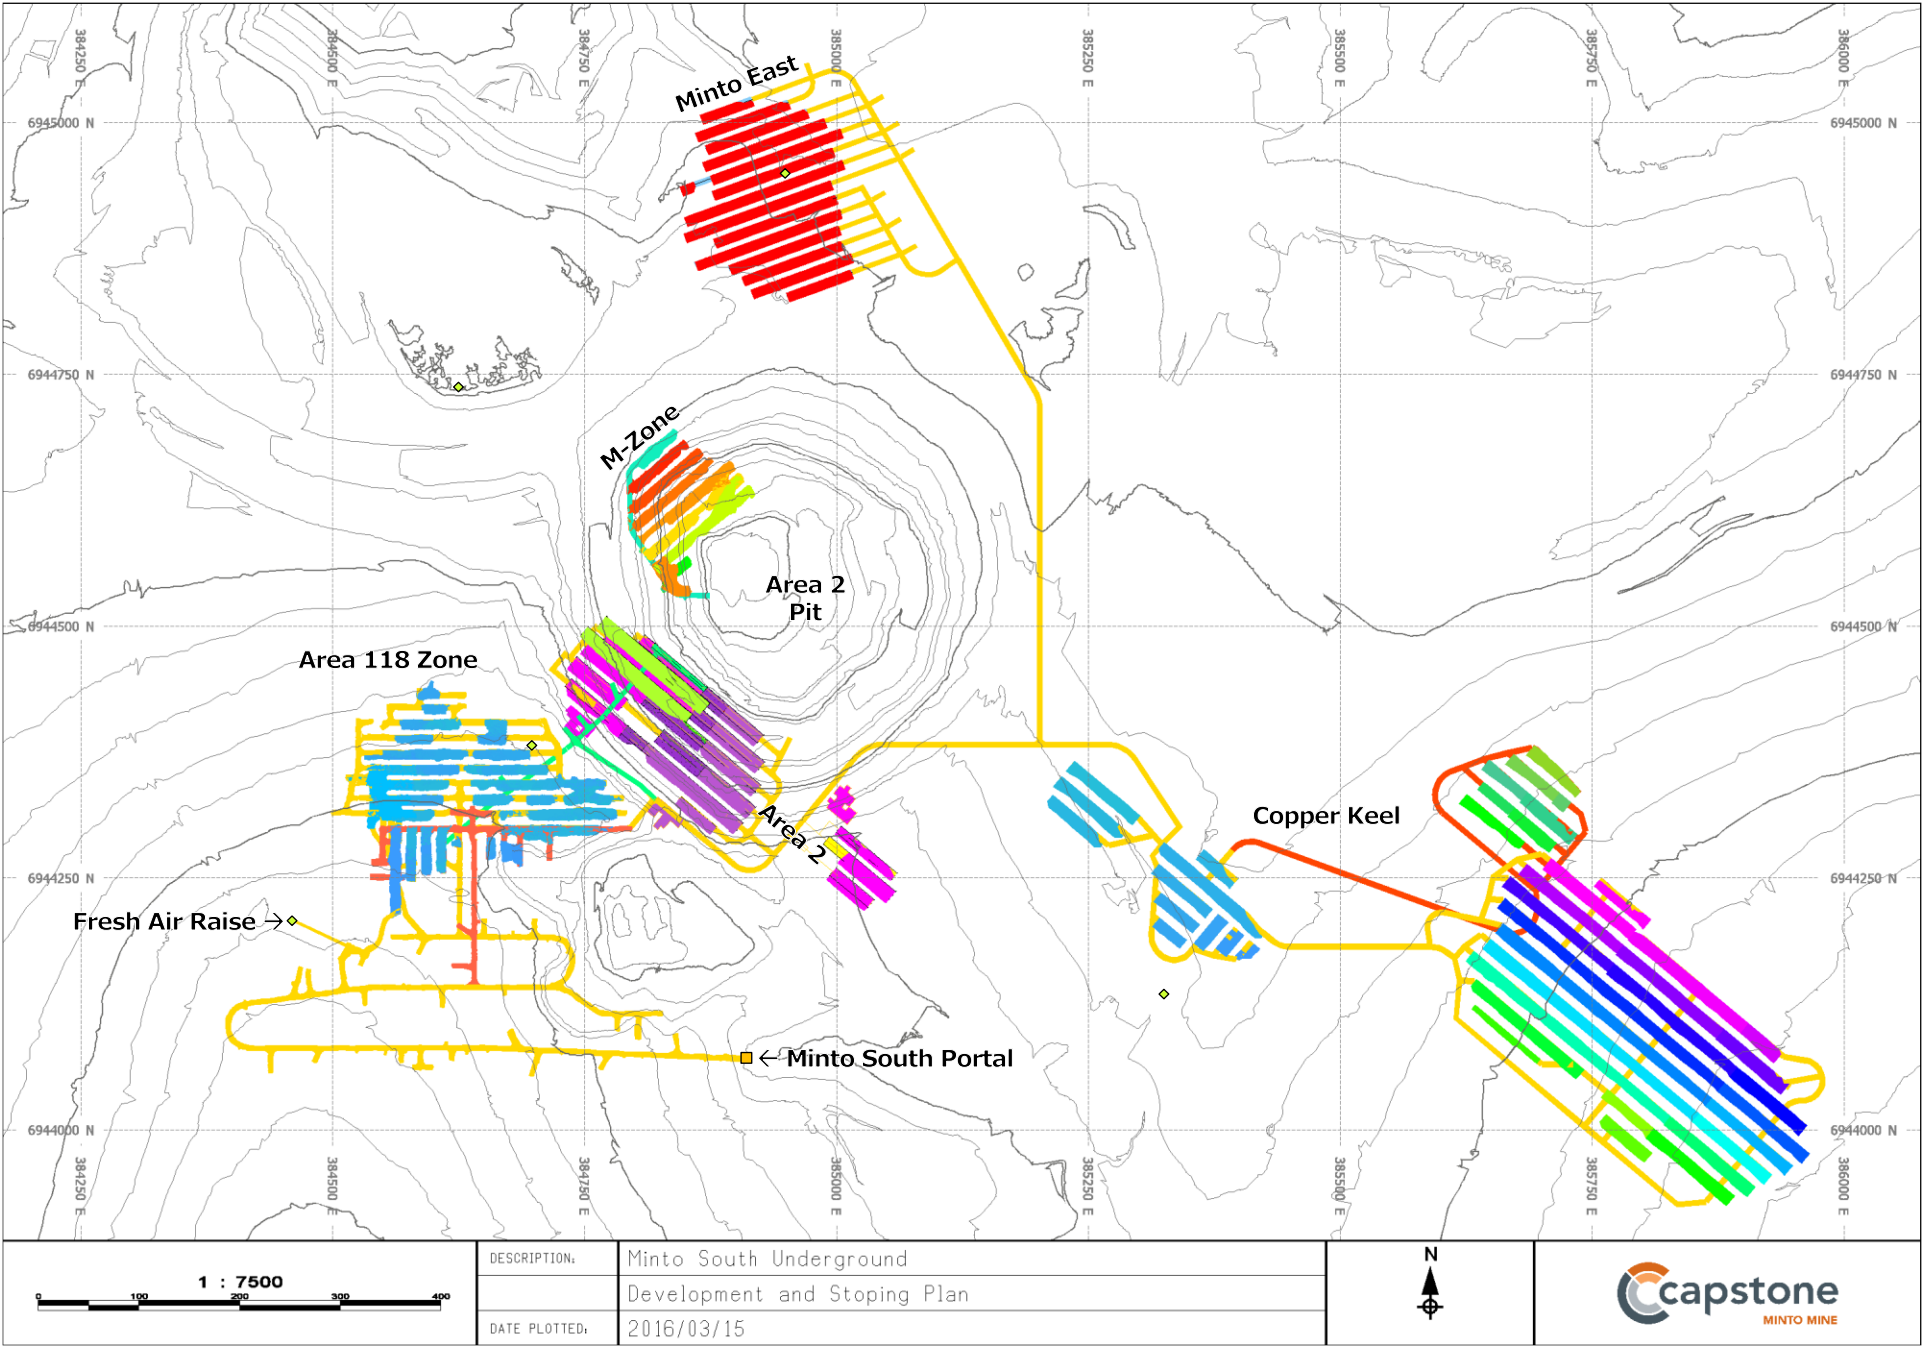 384250 E
384500 E
384750 E
385000 E
385250 E
385500 E
385750 E
386000 E
Minto East
6945000 N
6945000 N
6944750 N
6944750 N
M-Zone
Area 2
Pit
6944500 N
6944500 N
Area 118 Zone
Copper Keel
Area 2
6944250 N
6944250 N
Fresh Air Raise →
← Minto South Portal
6944000 N
6944000 N
384250 E
384500 E
384750 E
385000 E
385250 E
385500 E
385750 E
386000 E
1 : 7500
0 100 200 300 400
DESCRIPTION:
Minto South Underground
Development and Stoping Plan
DATE PLOTTED:
2016/03/15
N
capstone
MINTO MINE